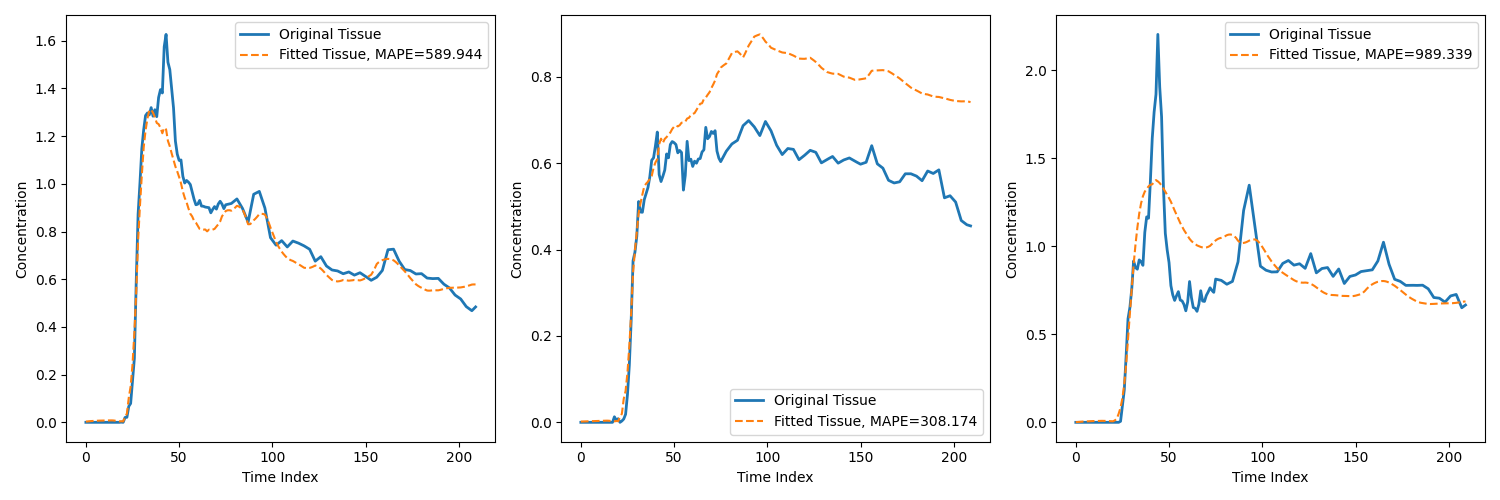 Original Tissue
Fitted Tissue, MAPE=589.944
Concentration
1.6
1.4
1.2
1.0
0.8
0.6
0.4
0.2
0.0
0 50 100 150 200
Time Index
Original Tissue
Fitted Tissue, MAPE=308.174
Concentration
0.8
0.6
0.4
0.2
0.0
0 50 100 150 200
Time Index
Original Tissue
Fitted Tissue, MAPE=989.339
Concentration
2.0
1.5
1.0
0.5
0.0
0 50 100 150 200
Time Index